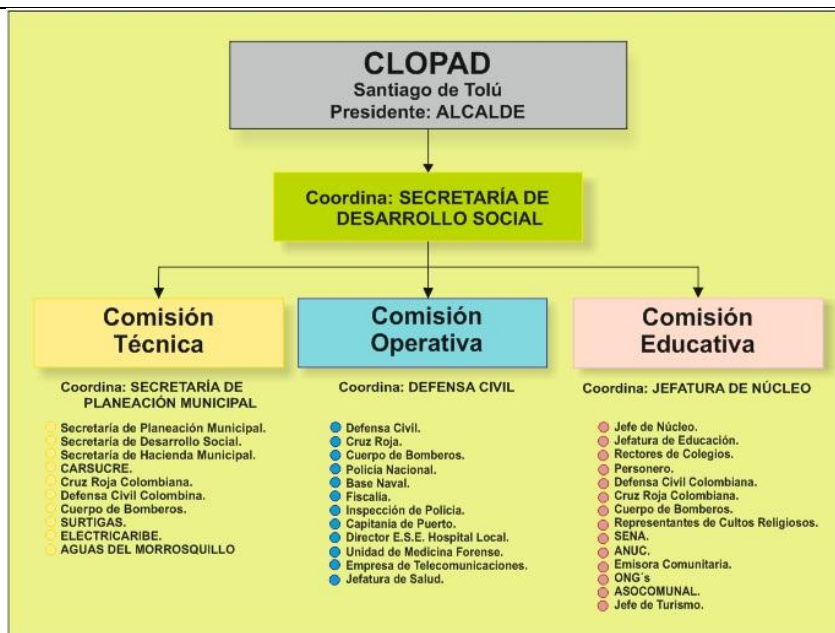 CLOPAD
Santiago de Tolú
Presidente: ALCALDE
Coordina: SECRETARÍA DE
DESARROLLO SOCIAL
Comisión
Técnica
Coordina: SECRETARÍA DE
PLANEACIÓN MUNICIPAL
Secretaría de Planeación Municipal.
Secretaría de Desarrollo Social.
Secretaría de Hacienda Municipal.
CARSUCRE.
Cruz Roja Colombiana.
Defensa Civil Colombina.
Cuerpo de Bomberos.
SURTIGAS.
ELECTRICARIBE.
AGUAS DEL MORROSQUILLO
Comisión
Operativa
Coordina: DEFENSA CIVIL
Defensa Civil.
Cruz Roja.
Cuerpo de Bomberos.
Policía Nacional.
Base Naval.
Fiscalía.
Inspección de Policía.
Capitanía de Puerto.
Director E.S.E. Hospital Local.
Unidad de Medicina Forense.
Empresa de Telecomunicaciones.
Jefatura de Salud.
Comisión
Educativa
Coordina: JEFATURA DE NÚCLEO
Jefe de Núcleo.
Jefatura de Educación.
Rectores de Colegios.
Personero.
Defensa Civil Colombiana.
Cruz Roja Colombiana.
Cuerpo de Bomberos.
Representantes de Cultos Religiosos.
SENA.
ANUC.
Emisora Comunitaria.
ONG´s
ASOCOMUNAL.
Jefe de Turismo.